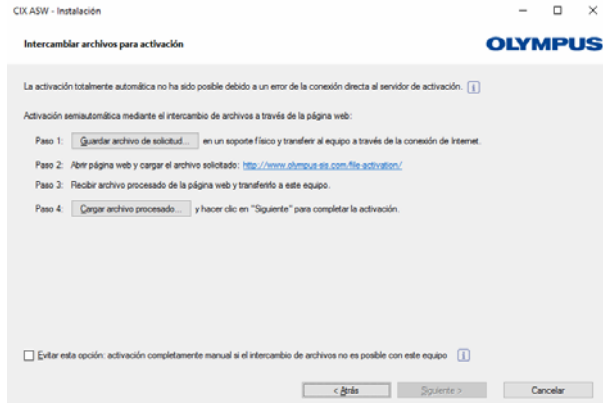 CIX ASW - Instalación
Intercambiar archivos para activación
OLYMPUS
La activación totalmente automática no ha sido posible debido a un error de la conexión directa al servidor de activación. i
Activación semiautomática mediante el intercambio de archivos a través de la página web:
Paso 1: Guardar archivo de solicitud... en un soporte físico y transferir al equipo a través de la conexión de Internet.
Paso 2: Abrir página web y cargar el archivo solicitado: http://www.olympus-sis.com/file-activation/
Paso 3: Recibir archivo procesado de la página web y transferirlo a este equipo.
Paso 4: Cargar archivo procesado... y hacer clic en "Siguiente" para completar la activación.
Evitar esta opción: activación completamente manual si el intercambio de archivos no es posible con este equipo i
< Atrás Siguiente > Cancelar